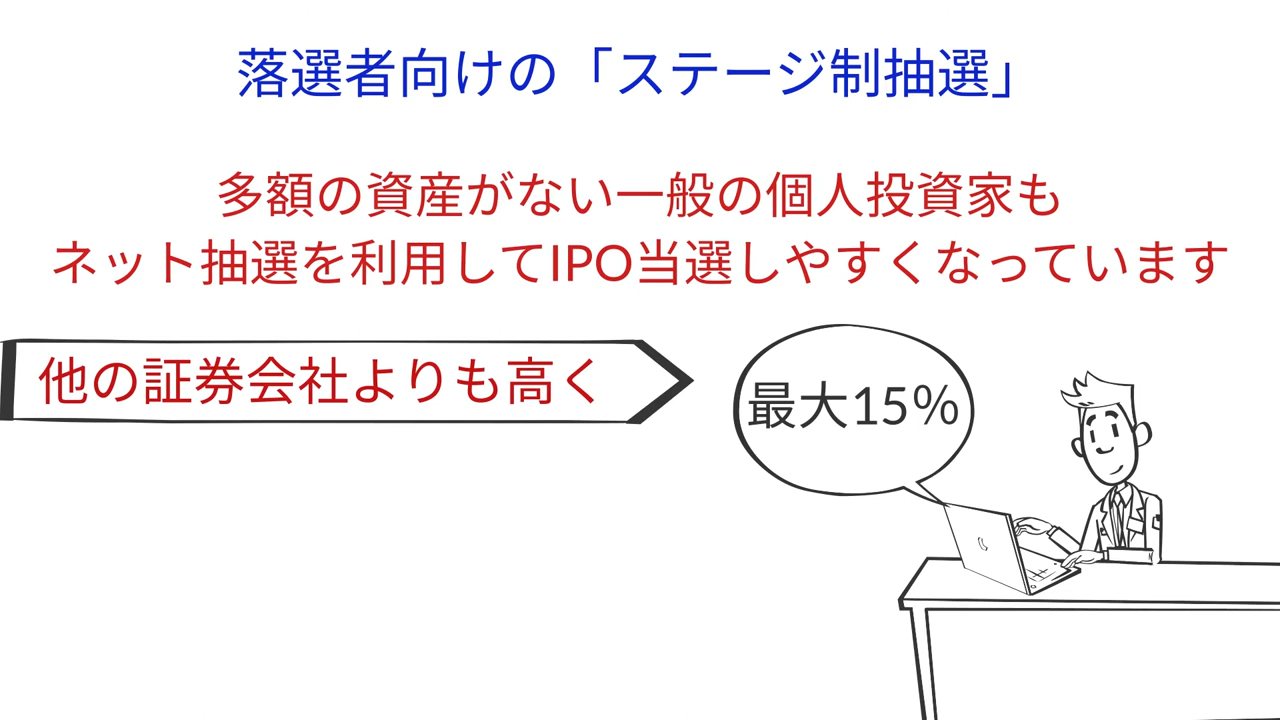 落選者向けの「ステージ制抽選」
多額の資産がない一般の個人投資家も
ネット抽選を利用してIPO当選しやすくなっています
他の証券会社よりも高く
最大15%